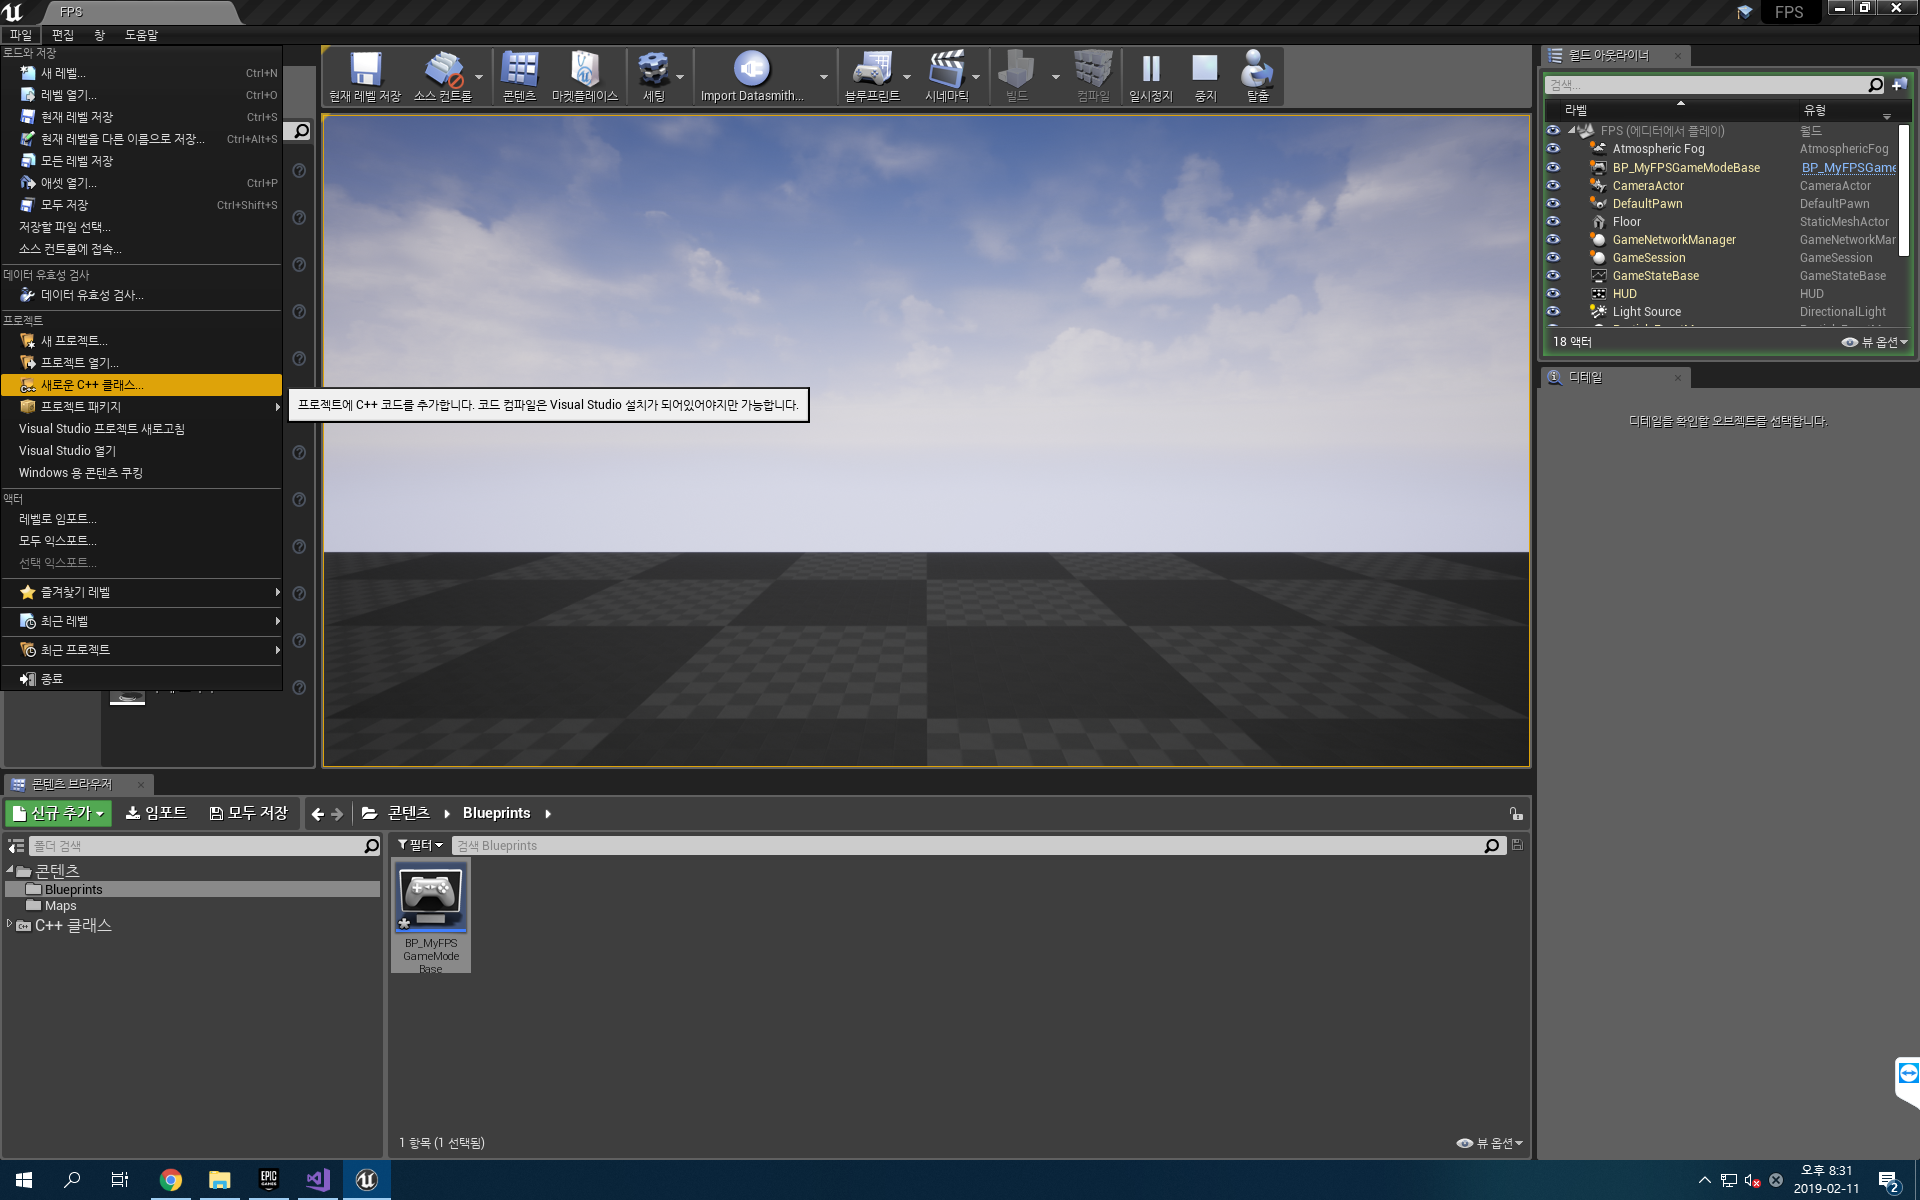 FPS
FPS
파일 편집 창 도움말
로드와 저장
새 레벨... Ctrl+N
레벨 열기... Ctrl+O
현재 레벨 저장 Ctrl+S
현재 레벨을 다른 이름으로 저장... Ctrl+Alt+S
모든 레벨 저장
애셋 열기... Ctrl+P
모두 저장 Ctrl+Shift+S
저장할 파일 선택...
소스 컨트롤에 접속...
데이터 유효성 검사
데이터 유효성 검사...
프로젝트
새 프로젝트...
프로젝트 열기...
새로운 C++ 클래스...
프로젝트 패키지
Visual Studio 프로젝트 새로고침
Visual Studio 열기
Windows 용 콘텐츠 쿠킹
액터
레벨로 임포트...
모두 익스포트...
선택 익스포트...
즐겨찾기 레벨
최근 레벨
최근 프로젝트
종료
프로젝트에 C++ 코드를 추가합니다. 코드 컴파일은 Visual Studio 설치가 되어있어야지만 가능합니다.
현재 레벨 저장 소스 컨트롤 콘텐츠 마켓플레이스 세팅 Import Datasmith... 블루프린트 시네마틱 빌드 컴파일 일시정지 중지 탈출
월드 아웃라이너
검색...
라벨 유형
FPS (에디터에서 플레이) 월드
Atmospheric Fog AtmosphericFog
BP_MyFPSGameModeBase BP_MyFPSGame
CameraActor CameraActor
DefaultPawn DefaultPawn
Floor StaticMeshActor
GameNetworkManager GameNetworkMar
GameSession GameSession
GameStateBase GameStateBase
HUD HUD
Light Source DirectionalLight
18 액터 뷰 옵션
디테일
디테일을 확인할 오브젝트를 선택합니다.
콘텐츠 브라우저
신규 추가 임포트 모두 저장 콘텐츠 Blueprints
폴더 검색
콘텐츠
Blueprints
Maps
C++ 클래스
필터 검색 Blueprints
BP_MyFPS
GameMode
Base
1 항목 (1 선택됨) 뷰 옵션
EPIC
GAMES
오후 8:31
2019-02-11
2